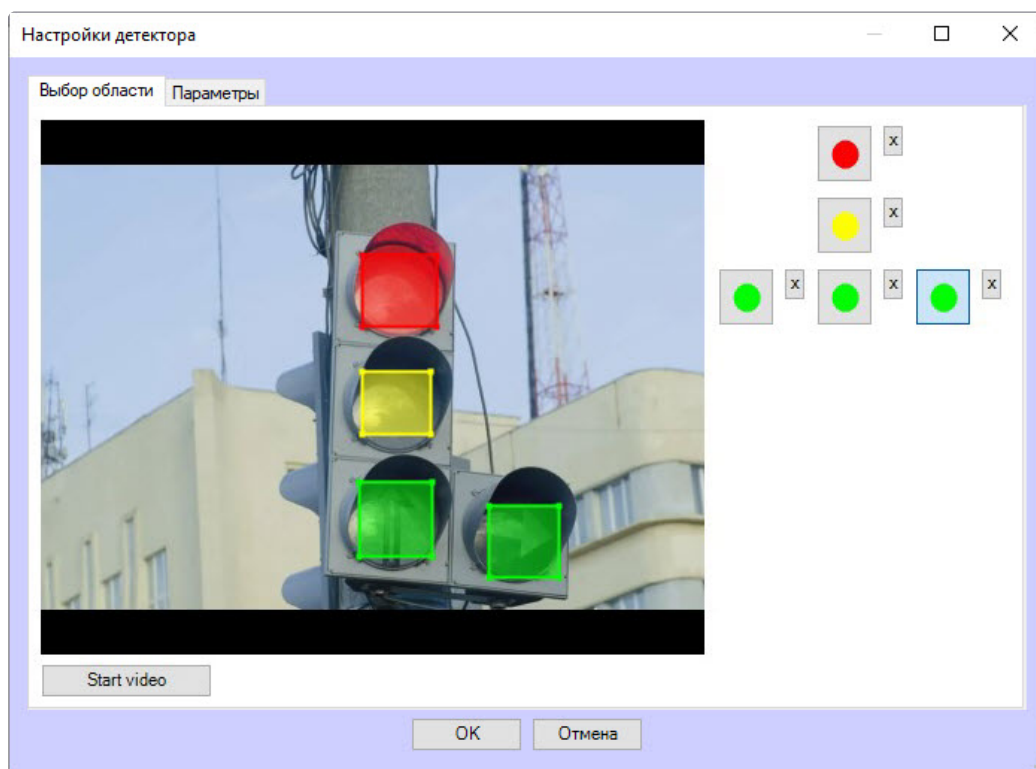 Настройки детектора
Выбор области Параметры
x
x
x x x
Start video
OK Отмена